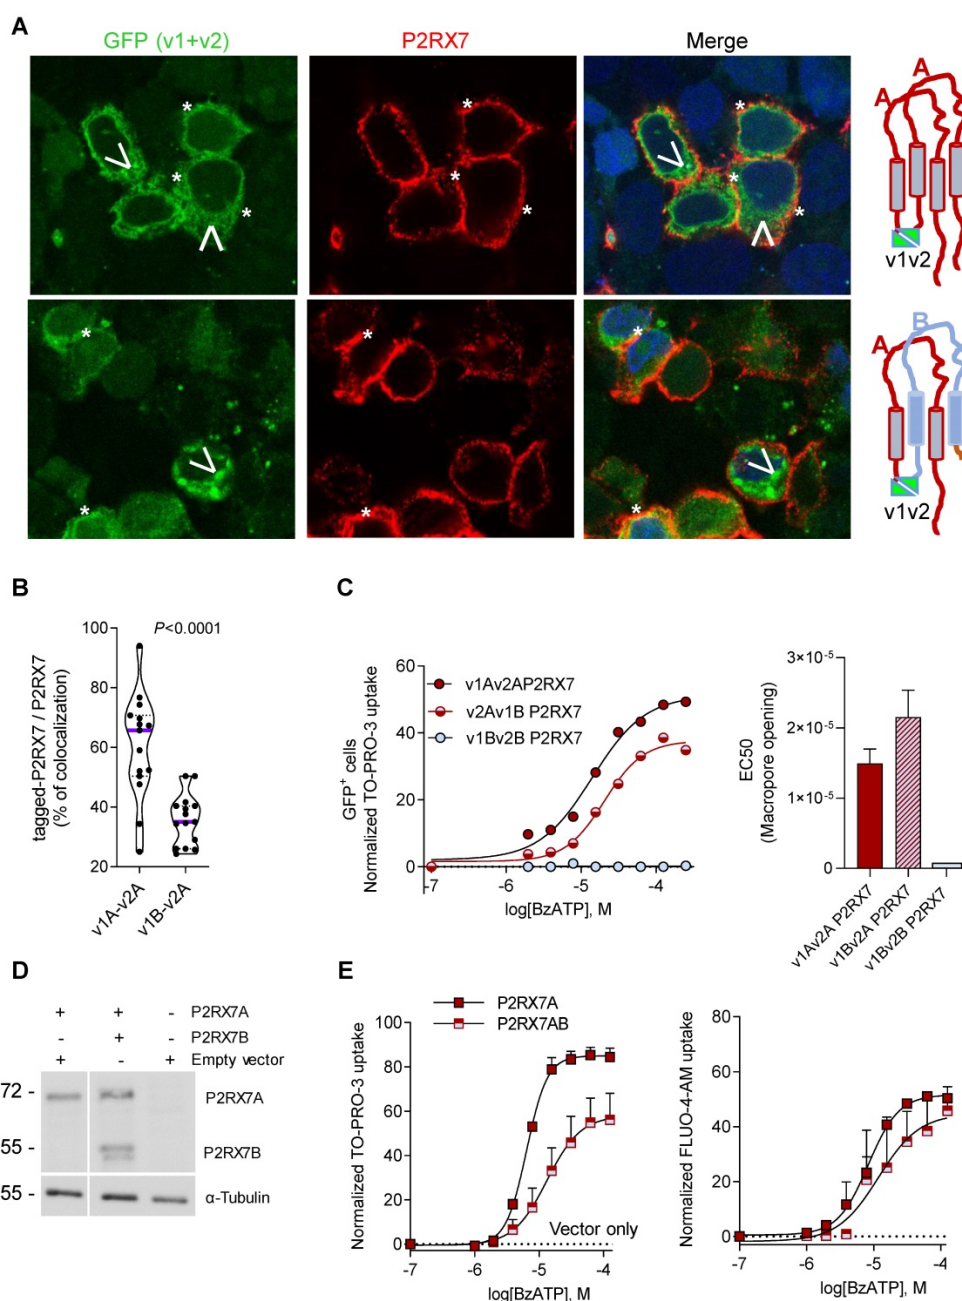 A
GFP (v1+v2)
P2RX7
Merge
A
A
v1v2
B
A
v1v2
B
tagged-P2RX7 / P2RX7
(% of colocalization)
100
80
60
40
20
P<0.0001
v1A-v2A
v1B-v2A
C
GFP+ cells
Normalized TO-PRO-3 uptake
60
40
20
0
v1Av2AP2RX7
v2Av1B P2RX7
v1Bv2B P2RX7
-7
-6
-5
-4
log[BzATP], M
EC50
(Macropore opening)
3×10-5
2×10-5
1×10-5
0
v1Av2A P2RX7
v1Bv2A P2RX7
v1Bv2B P2RX7
D
+ + - P2RX7A
- + - P2RX7B
+ - + Empty vector
72 -
P2RX7A
55 -
P2RX7B
55 -
α-Tubulin
E
P2RX7A
P2RX7AB
Normalized TO-PRO-3 uptake
100
80
60
40
20
0
Vector only
-7
-6
-5
-4
log[BzATP], M
Normalized FLUO-4-AM uptake
60
40
20
0
-7
-6
-5
-4
log[BzATP], M